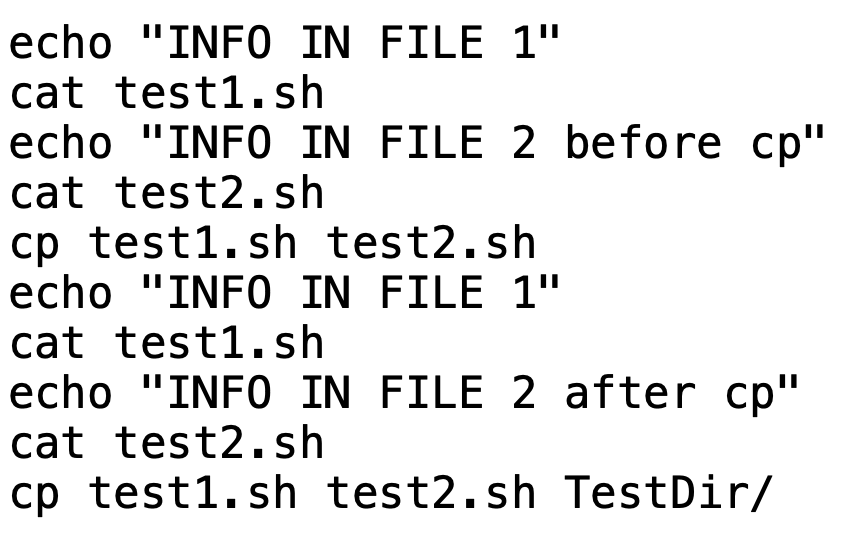 echo "INFO IN FILE 1"
cat test1.sh
echo "INFO IN FILE 2 before cp"
cat test2.sh
cp test1.sh test2.sh
echo "INFO IN FILE 1"
cat test1.sh
echo "INFO IN FILE 2 after cp"
cat test2.sh
cp test1.sh test2.sh TestDir/